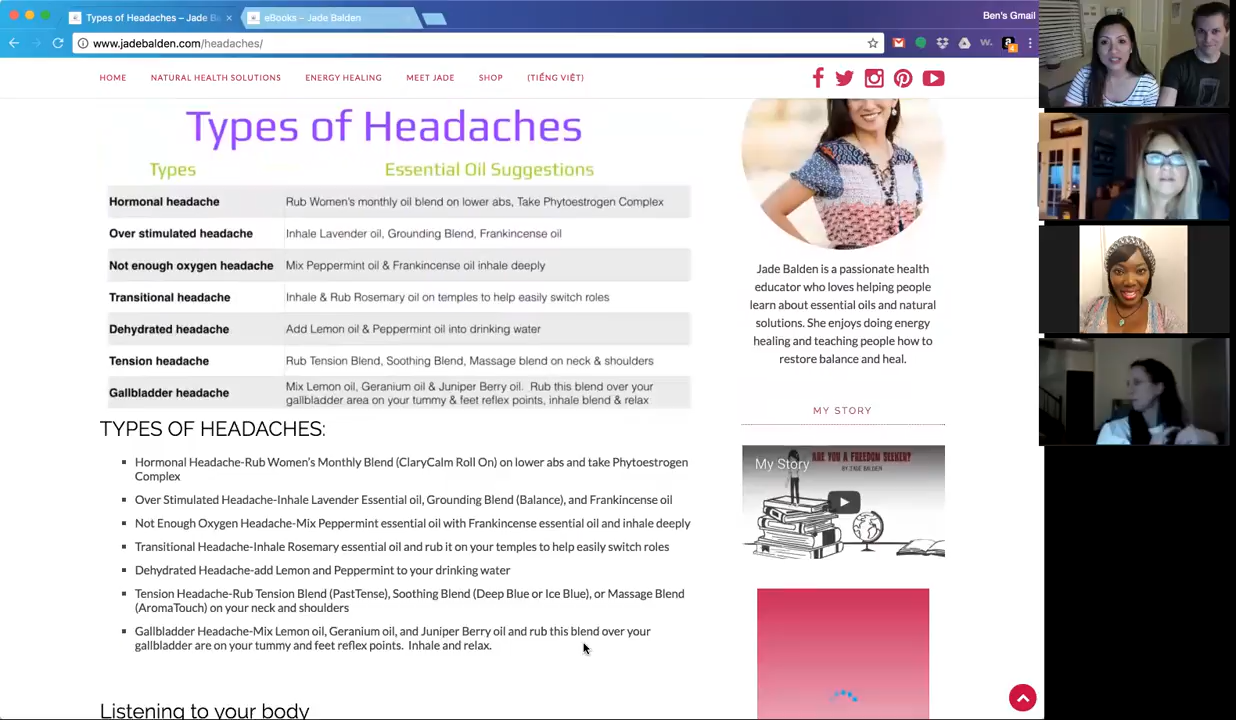 Types of Headaches – Jade Ba
eBooks – Jade Balden
Ben's Gmail
www.jadebalden.com/headaches/
HOME
NATURAL HEALTH SOLUTIONS
ENERGY HEALING
MEET JADE
SHOP
(TIẾNG VIỆT)
Types of Headaches
Types
Essential Oil Suggestions
Hormonal headache
Rub Women's monthly oil blend on lower abs, Take Phytoestrogen Complex
Over stimulated headache
Inhale Lavender oil, Grounding Blend, Frankincense oil
Not enough oxygen headache
Mix Peppermint oil & Frankincense oil inhale deeply
Transitional headache
Inhale & Rub Rosemary oil on temples to help easily switch roles
Dehydrated headache
Add Lemon oil & Peppermint oil into drinking water
Tension headache
Rub Tension Blend, Soothing Blend, Massage blend on neck & shoulders
Gallbladder headache
Mix Lemon oil, Geranium oil & Juniper Berry oil. Rub this blend over your
gallbladder area on your tummy & feet reflex points, inhale blend & relax
TYPES OF HEADACHES:
Hormonal Headache-Rub Women's Monthly Blend (ClaryCalm Roll On) on lower abs and take Phytoestrogen
Complex
Over Stimulated Headache-Inhale Lavender Essential oil, Grounding Blend (Balance), and Frankincense oil
Not Enough Oxygen Headache-Mix Peppermint essential oil with Frankincense essential oil and inhale deeply
Transitional Headache-Inhale Rosemary essential oil and rub it on your temples to help easily switch roles
Dehydrated Headache-add Lemon and Peppermint to your drinking water
Tension Headache-Rub Tension Blend (PastTense), Soothing Blend (Deep Blue or Ice Blue), or Massage Blend
(AromaTouch) on your neck and shoulders
Gallbladder Headache-Mix Lemon oil, Geranium oil, and Juniper Berry oil and rub this blend over your
gallbladder are on your tummy and feet reflex points. Inhale and relax.
Listening to your body
Jade Balden is a passionate health
educator who loves helping people
learn about essential oils and natural
solutions. She enjoys doing energy
healing and teaching people how to
restore balance and heal.
MY STORY
My Story
ARE YOU A FREEDOM SEEKER?
BY JADE BALDEN